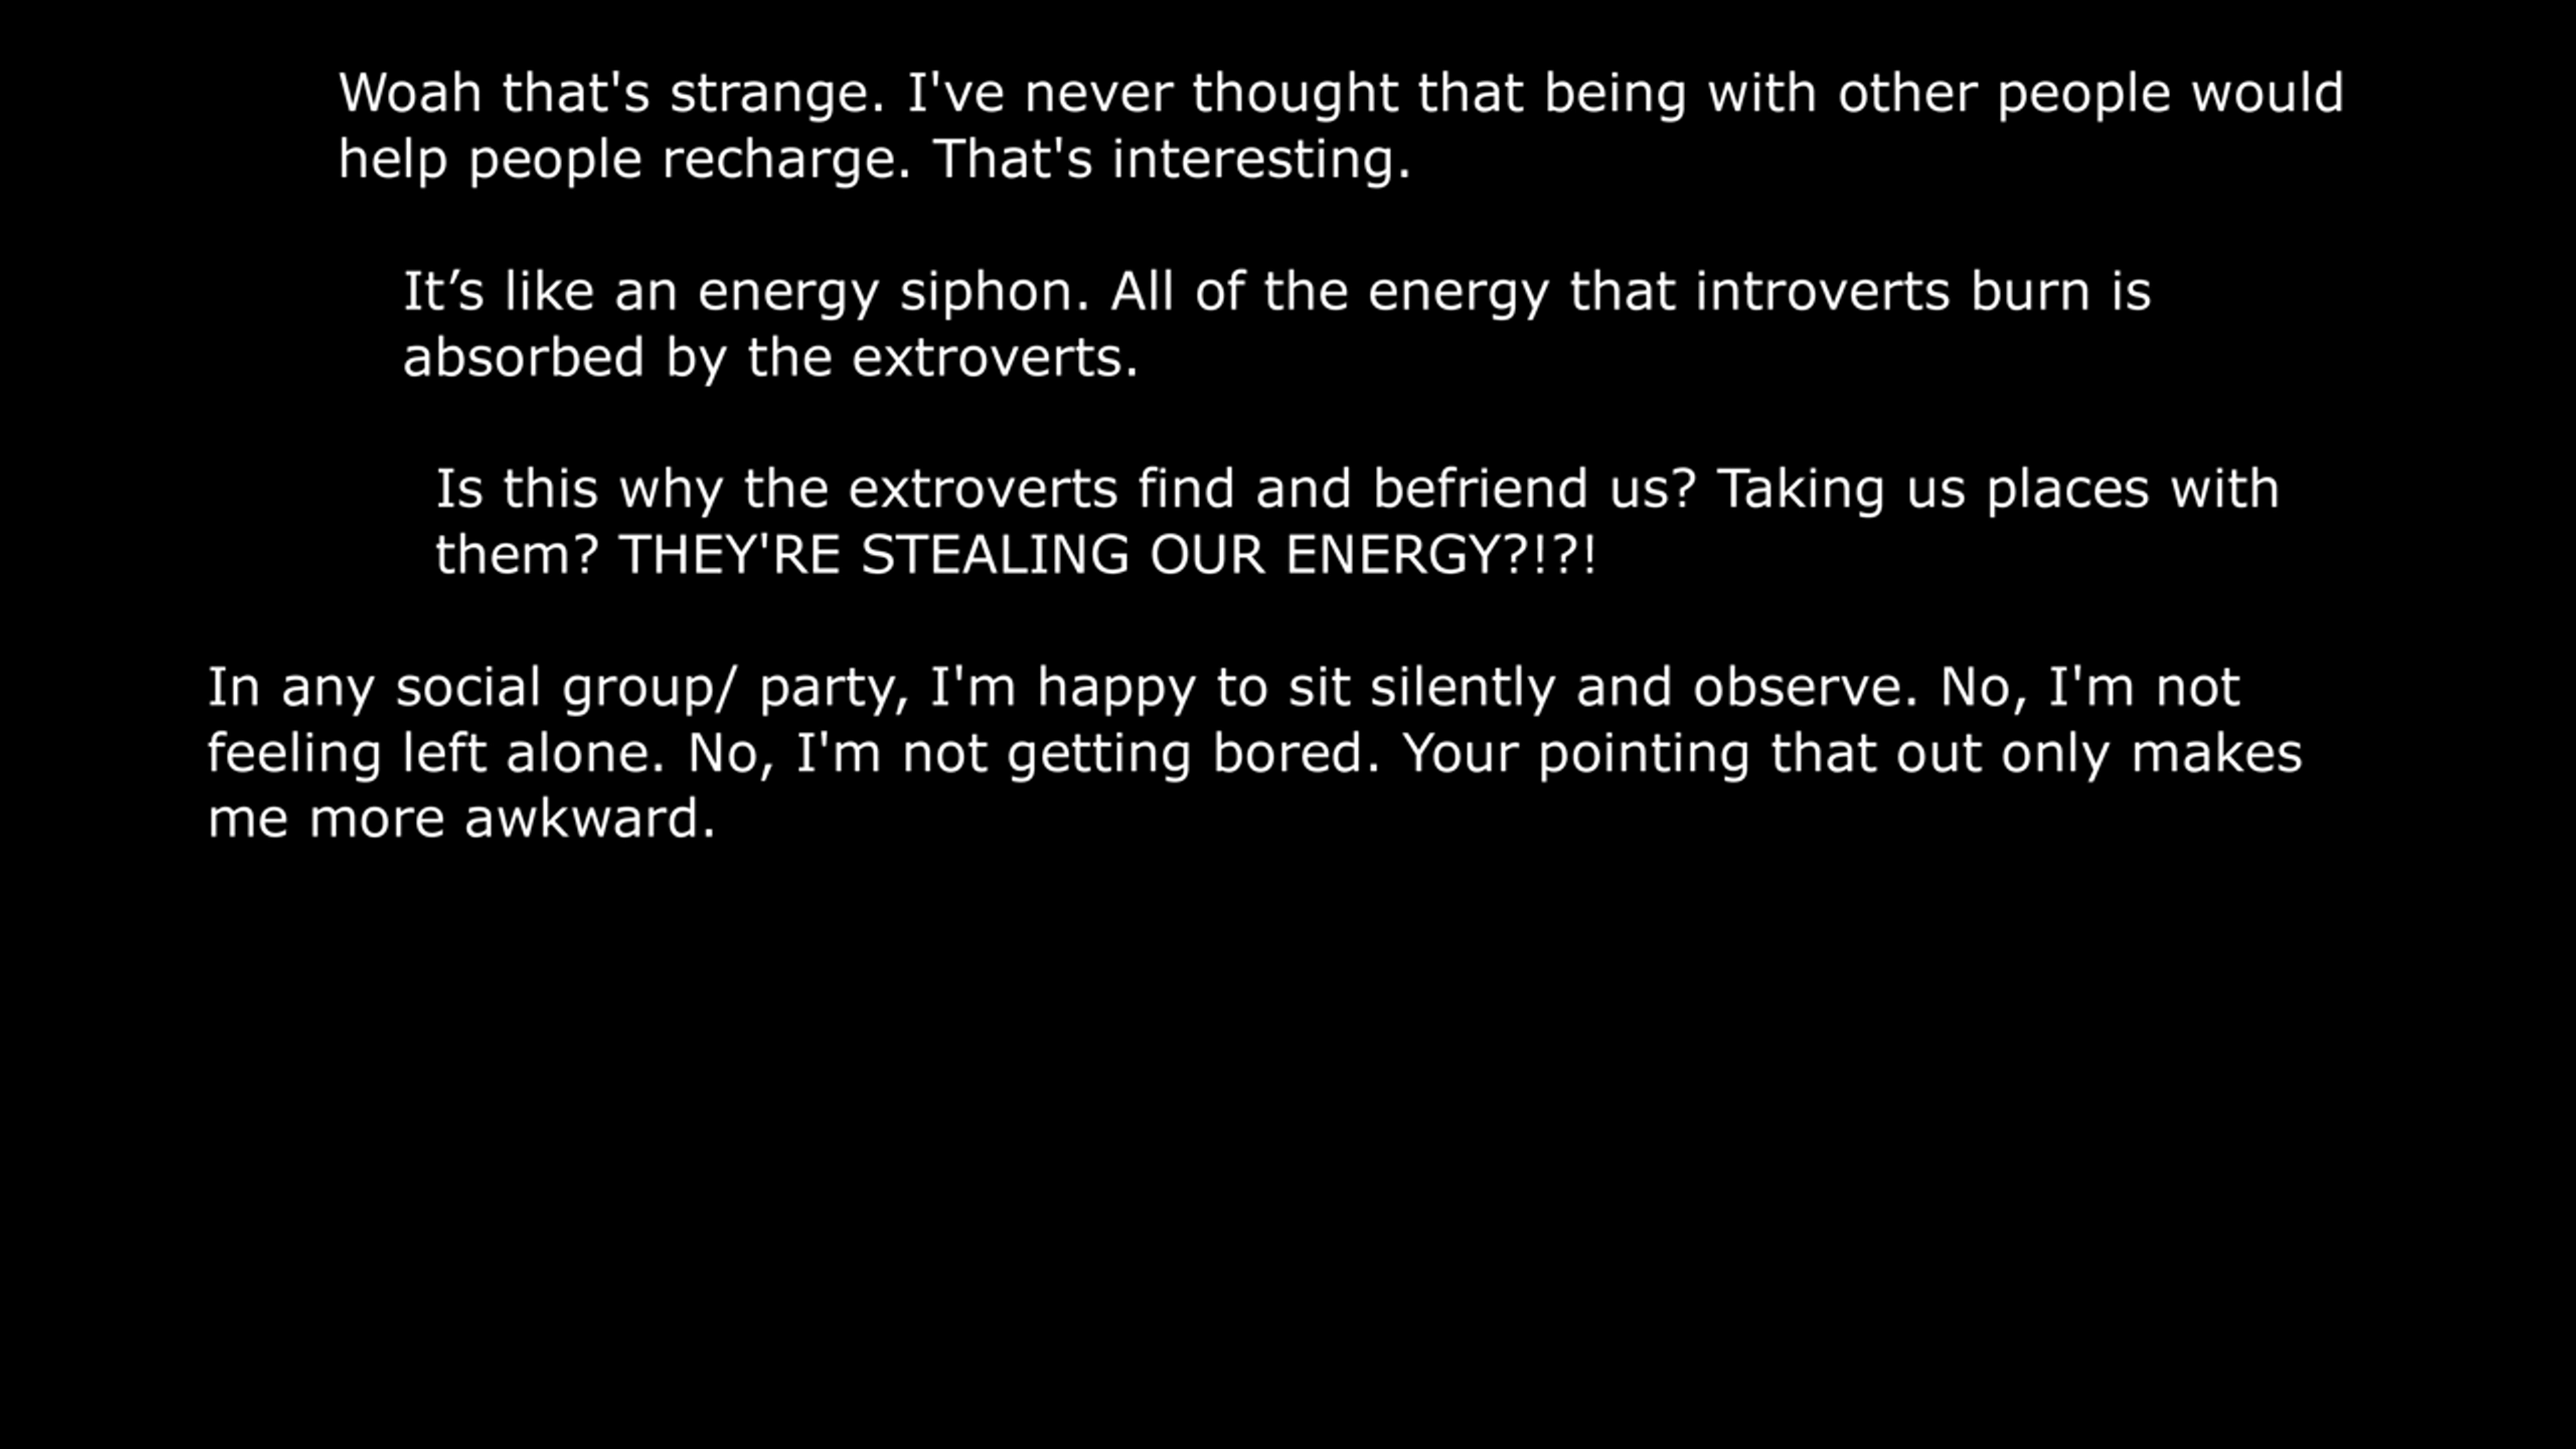 Woah that's strange. I've never thought that being with other people would
help people recharge. That's interesting.
It’s like an energy siphon. All of the energy that introverts burn is
absorbed by the extroverts.
Is this why the extroverts find and befriend us? Taking us places with
them? THEY'RE STEALING OUR ENERGY?!?!
In any social group/ party, I'm happy to sit silently and observe. No, I'm not
feeling left alone. No, I'm not getting bored. Your pointing that out only makes
me more awkward.